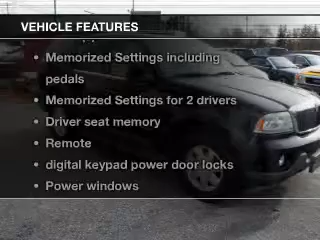 VEHICLE FEATURES
• Memorized Settings including
pedals
• Memorized Settings for 2 drivers
• Driver seat memory
• Remote
• digital keypad power door locks
• Power windows